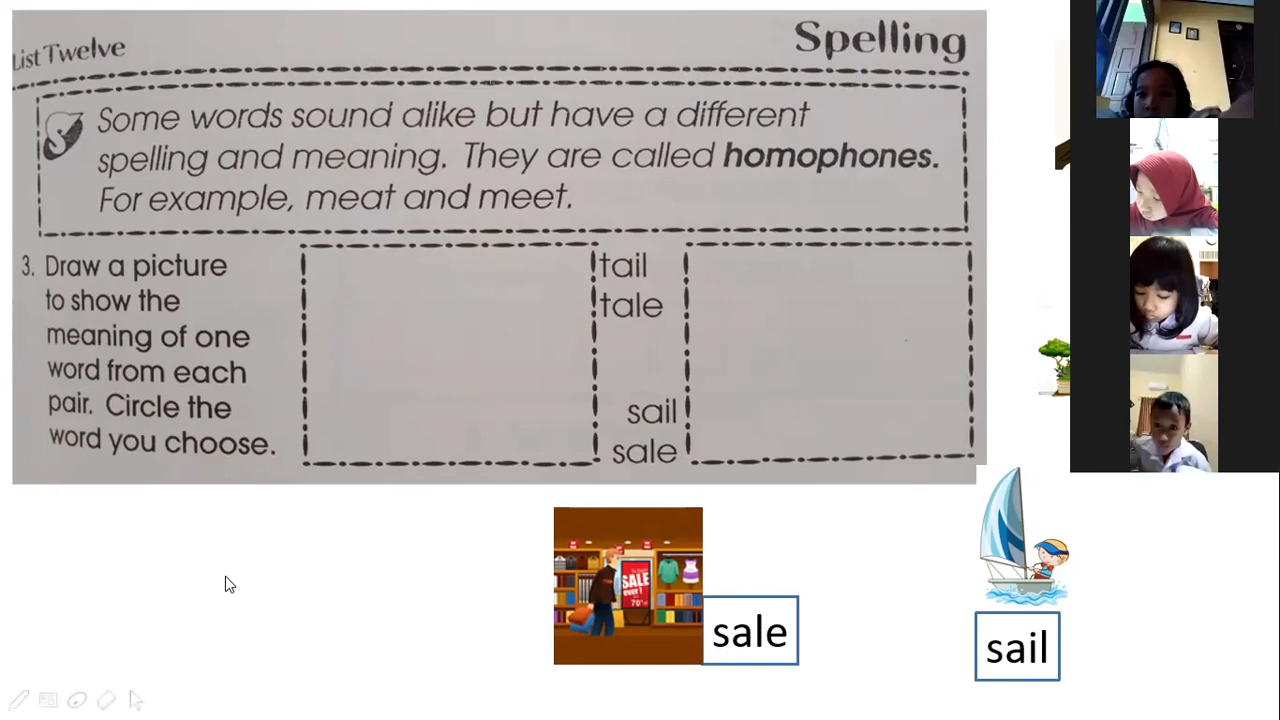 List Twelve
Spelling
Some words sound alike but have a different
spelling and meaning. They are called homophones.
For example, meat and meet.
3. Draw a picture
to show the
meaning of one
word from each
pair. Circle the
word you choose.
tail
tale
sail
sale
SALE
ever!
70%
sale
sail